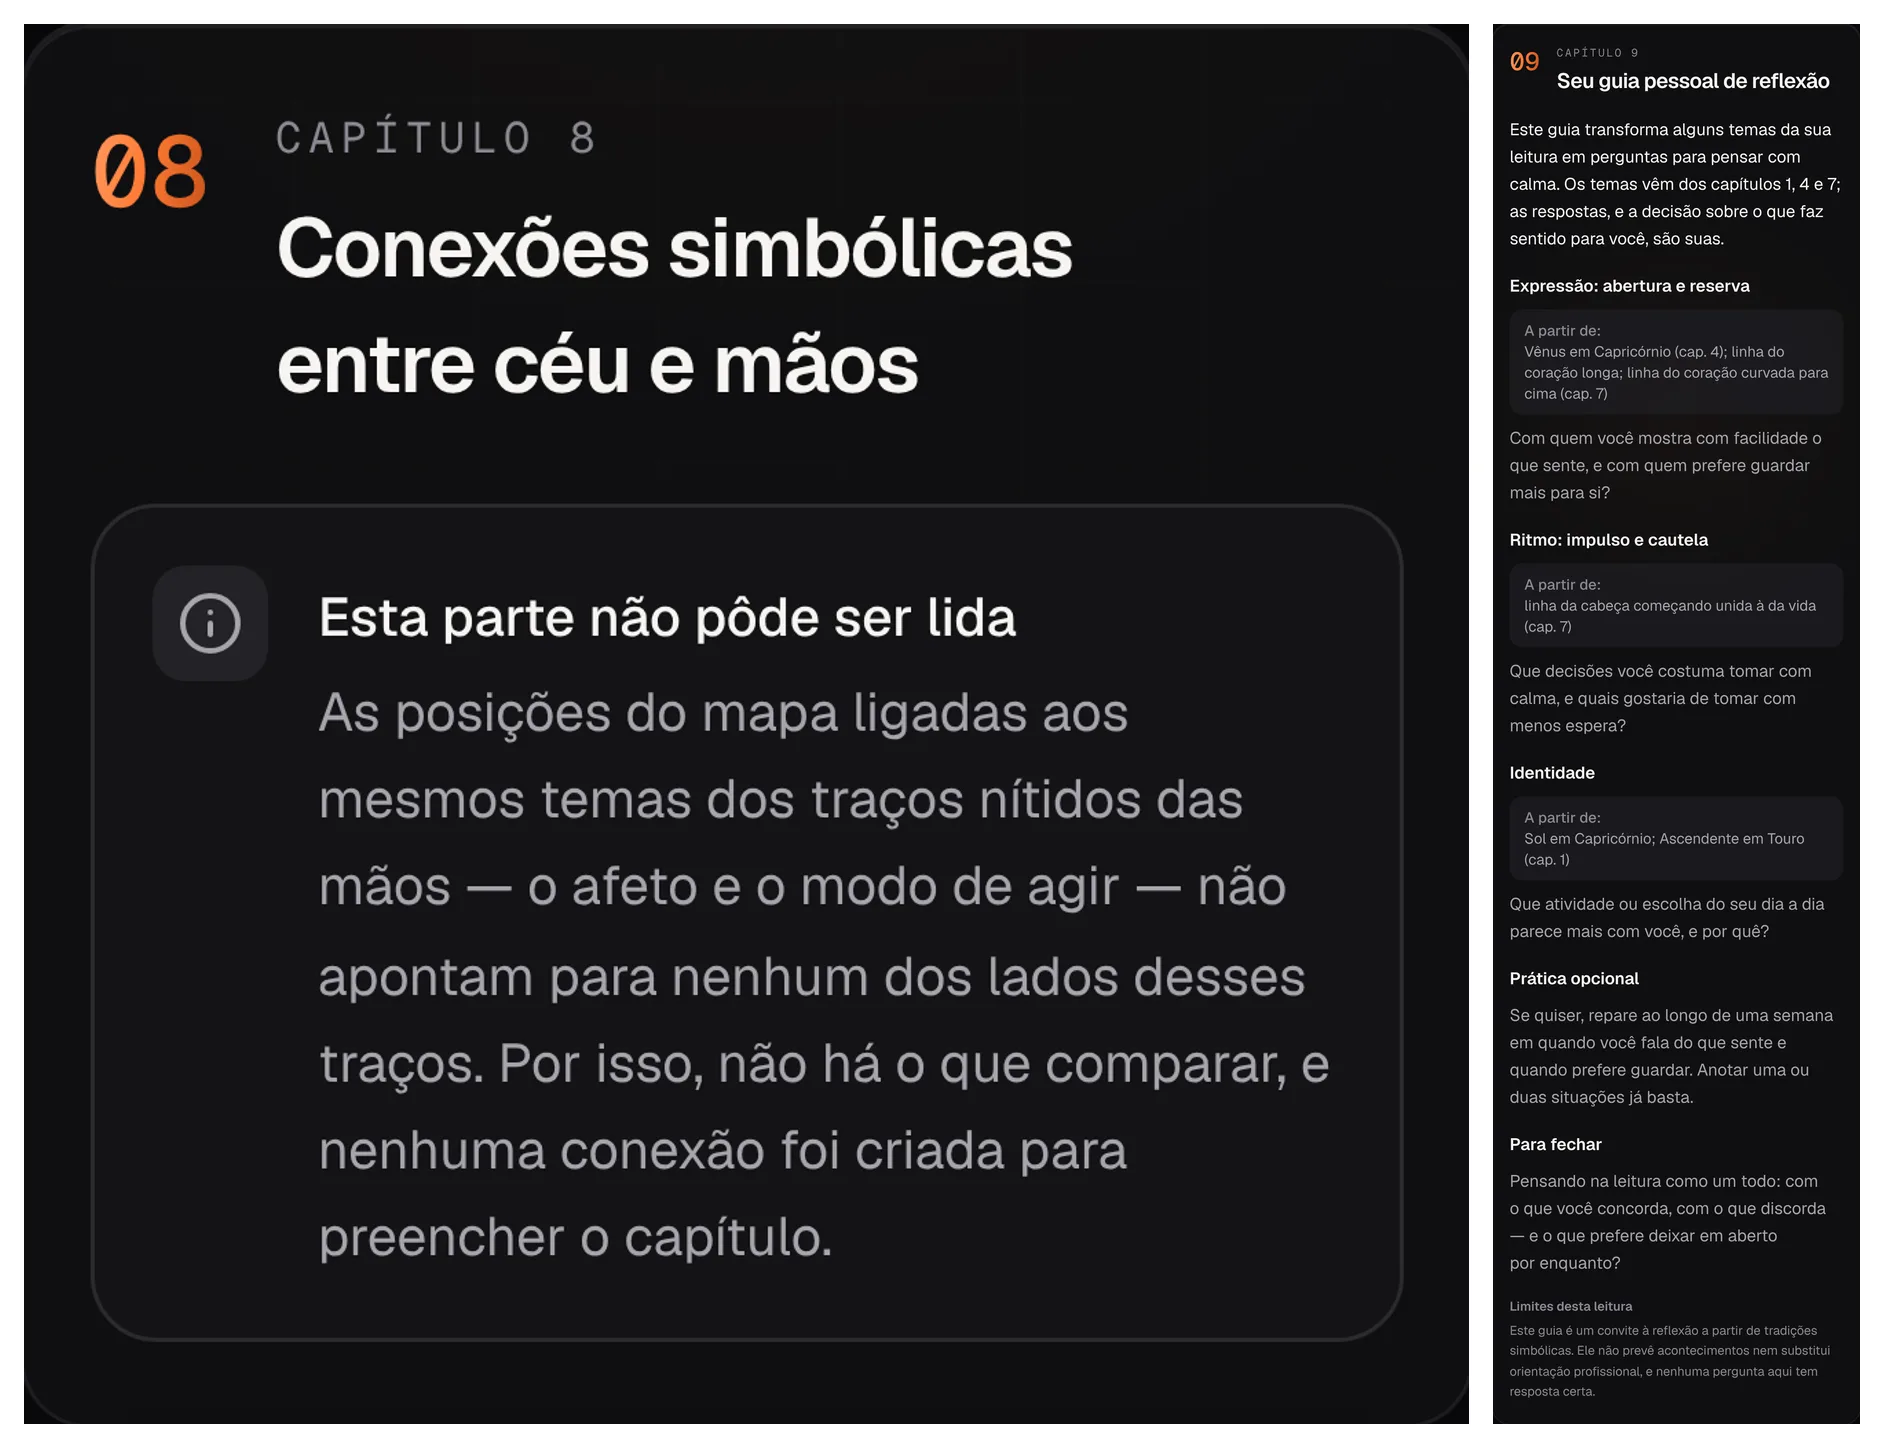 08
CAPÍTULO 8
Conexões simbólicas
entre céu e mãos
Esta parte não pôde ser lida
As posições do mapa ligadas aos
mesmos temas dos traços nítidos das
mãos — o afeto e o modo de agir — não
apontam para nenhum dos lados desses
traços. Por isso, não há o que comparar, e
nenhuma conexão foi criada para
preencher o capítulo.
09
CAPÍTULO 9
Seu guia pessoal de reflexão
Este guia transforma alguns temas da sua
leitura em perguntas para pensar com
calma. Os temas vêm dos capítulos 1, 4 e 7;
as respostas, e a decisão sobre o que faz
sentido para você, são suas.
Expressão: abertura e reserva
A partir de:
Vênus em Capricórnio (cap. 4); linha do
coração longa; linha do coração curvada para
cima (cap. 7)
Com quem você mostra com facilidade o
que sente, e com quem prefere guardar
mais para si?
Ritmo: impulso e cautela
A partir de:
linha da cabeça começando unida à da vida
(cap. 7)
Que decisões você costuma tomar com
calma, e quais gostaria de tomar com
menos espera?
Identidade
A partir de:
Sol em Capricórnio; Ascendente em Touro
(cap. 1)
Que atividade ou escolha do seu dia a dia
parece mais com você, e por quê?
Prática opcional
Se quiser, repare ao longo de uma semana
em quando você fala do que sente e
quando prefere guardar. Anotar uma ou
duas situações já basta.
Para fechar
Pensando na leitura como um todo: com
o que você concorda, com o que discorda
— e o que prefere deixar em aberto
por enquanto?
Limites desta leitura
Este guia é um convite à reflexão a partir de tradições
simbólicas. Ele não prevê acontecimentos nem substitui
orientação profissional, e nenhuma pergunta aqui tem
resposta certa.